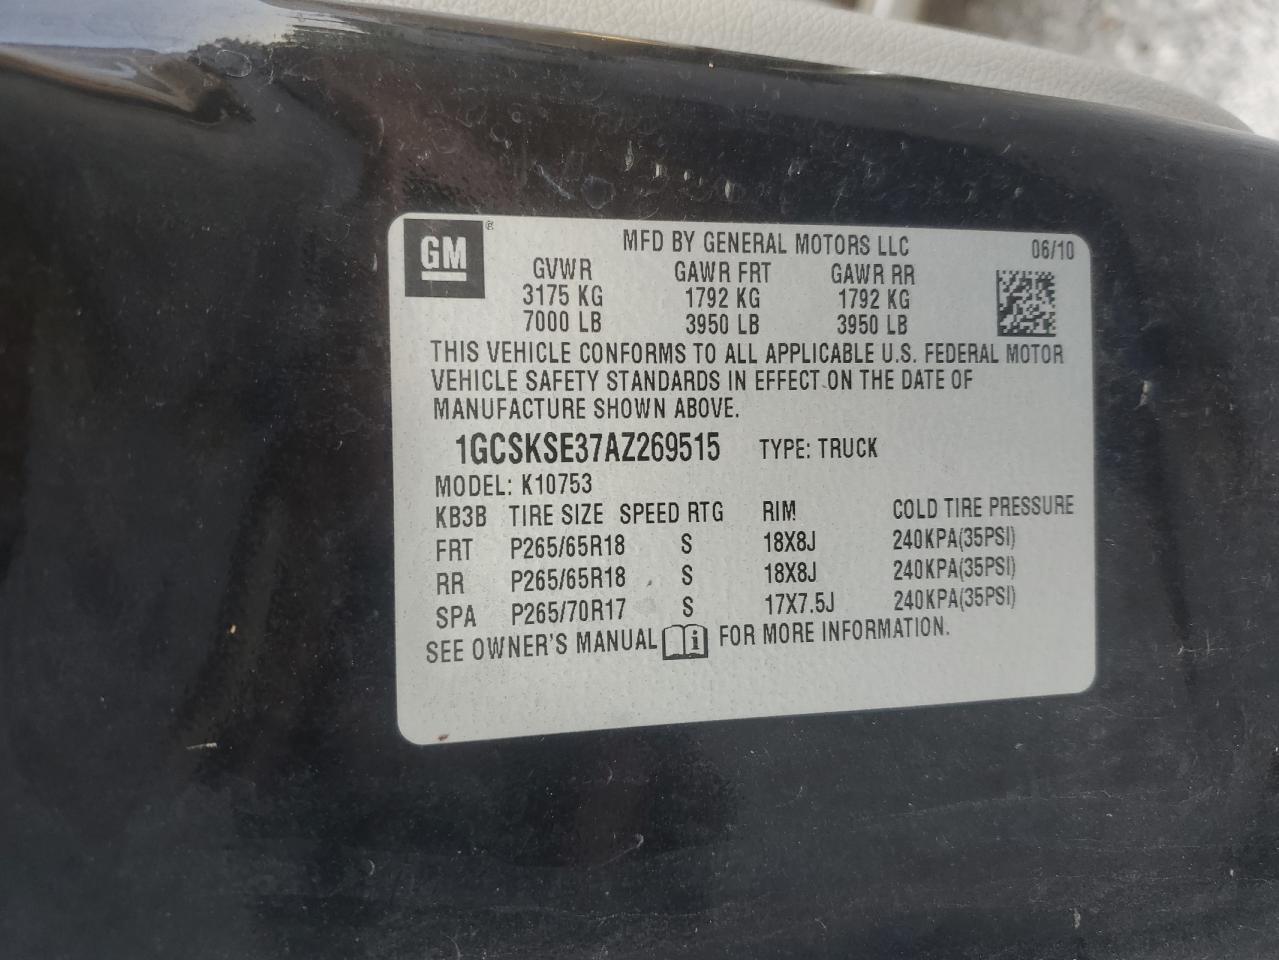 GM®
MFD BY GENERAL MOTORS LLC 06/10
GVWR GAWR FRT GAWR RR
3175 KG 1792 KG 1792 KG
7000 LB 3950 LB 3950 LB
THIS VEHICLE CONFORMS TO ALL APPLICABLE U.S. FEDERAL MOTOR
VEHICLE SAFETY STANDARDS IN EFFECT ON THE DATE OF
MANUFACTURE SHOWN ABOVE.
1GCSKSE37AZ269515 TYPE: TRUCK
MODEL: K10753
KB3B TIRE SIZE SPEED RTG RIM COLD TIRE PRESSURE
FRT P265/65R18 S 18X8J 240KPA(35PSI)
RR P265/65R18 S 18X8J 240KPA(35PSI)
SPA P265/70R17 S 17X7.5J 240KPA(35PSI)
SEE OWNER'S MANUAL i FOR MORE INFORMATION.